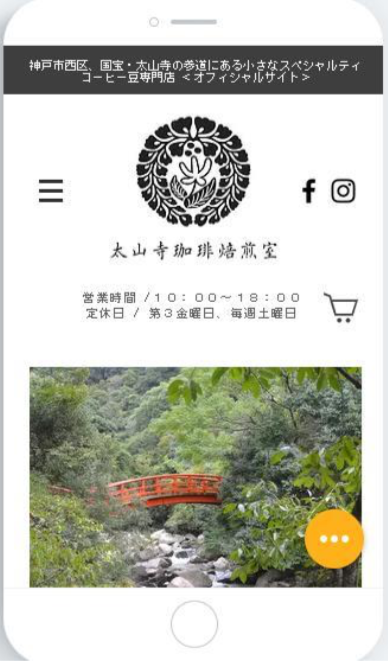 神戸市西区、国宝・太山寺の参道にある小さなスペシャルティ
コーヒー豆専門店 ＜オフィシャルサイト＞
太山寺珈琲焙煎室
営業時間 /１０：００～１８：００
定休日 / 第３金曜日、毎週土曜日